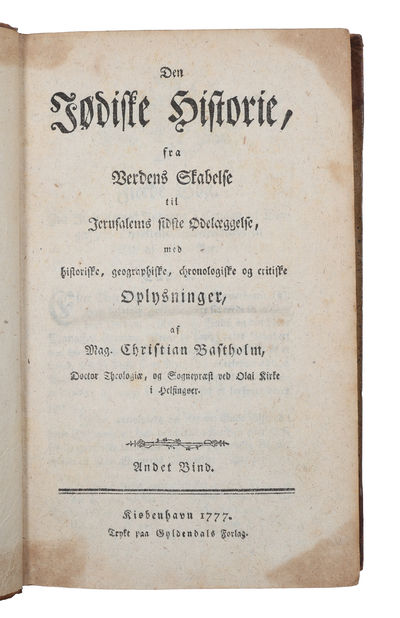 Den
Jødiske Historie,
fra
Verdens Skabelse
til
Jerusalems sidste Ødelæggelse,
med
historiske, geographiske, chronologiske og critiske
Oplysninger,
af
Mag. Christian Bastholm,
Doctor Theologiæ, og Sognepræst ved Olai Kirke
i Helsingøer.
Andet Bind.
Kiøbenhavn 1777.
Trykt paa Gyldendals Forlag.